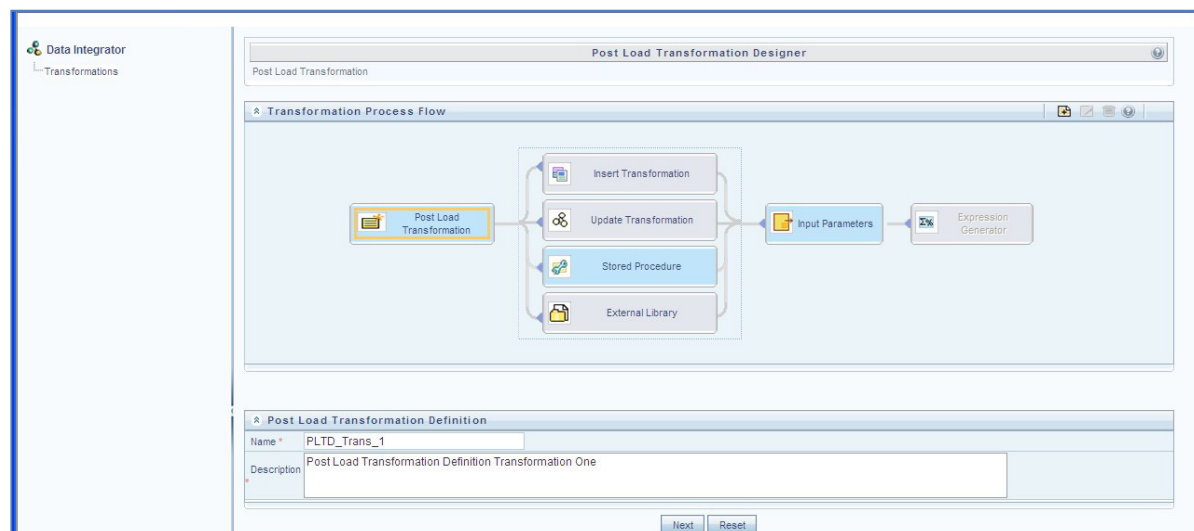 Data Integrator
Transformations
Post Load Transformation Designer
Post Load Transformation
Transformation Process Flow
Insert Transformation
Post Load
Transformation
Update Transformation
Input Parameters
Σ%
Expression
Generator
Stored Procedure
External Library
Post Load Transformation Definition
Name *
PLTD_Trans_1
Description
*
Post Load Transformation Definition Transformation One
Next
Reset